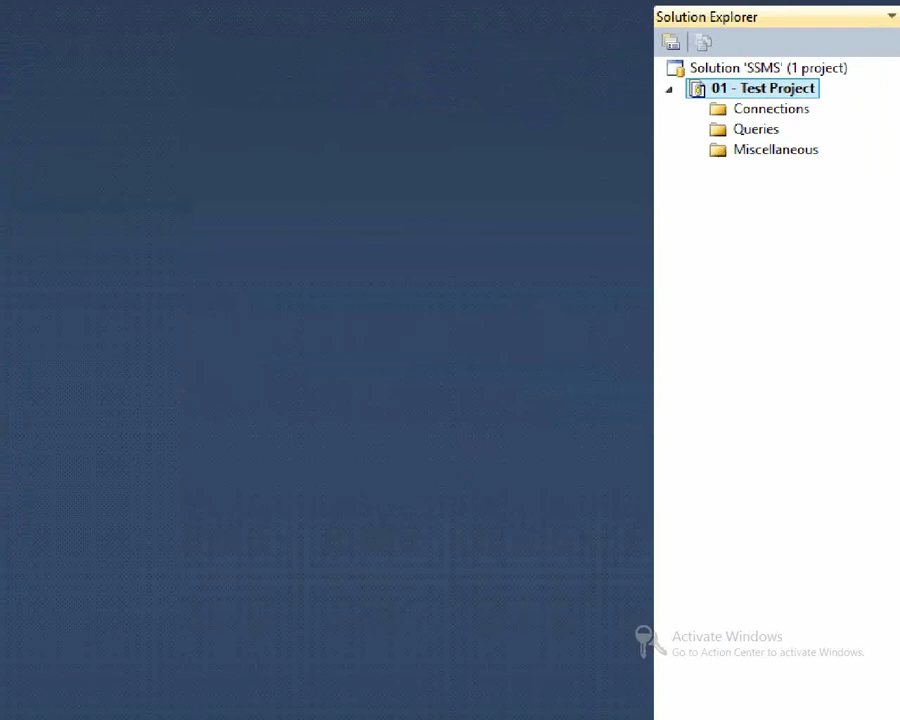 Solution Explorer
Solution 'SSMS' (1 project)
01 - Test Project
Connections
Queries
Miscellaneous
Activate Windows
Go to Action Center to activate Windows.